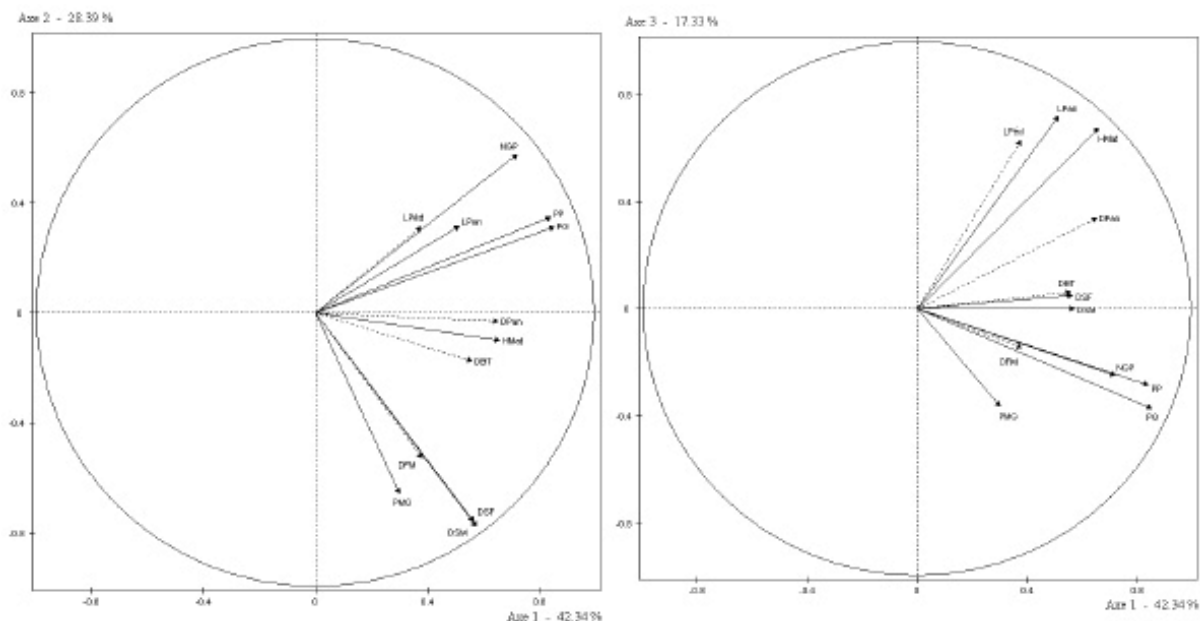 Axe 2 - 28.39 %
0.8
NGP
0.4
LPéd
LPan
PP
PG
0
DPan
HMat
DBT
-0.4
DFM
PMG
DSF
DSM
-0.8
-0.8
-0.4
0
0.4
0.8
Axe 1 - 42.34 %
Axe 3 - 17.33 %
0.8
LPan
LPéd
HMat
0.4
DPan
DBT
DSF
DSM
0
DFM
NGP
PP
PG
PMG
-0.4
-0.8
-0.8
-0.4
0
0.4
0.8
Axe 1 - 42.34 %